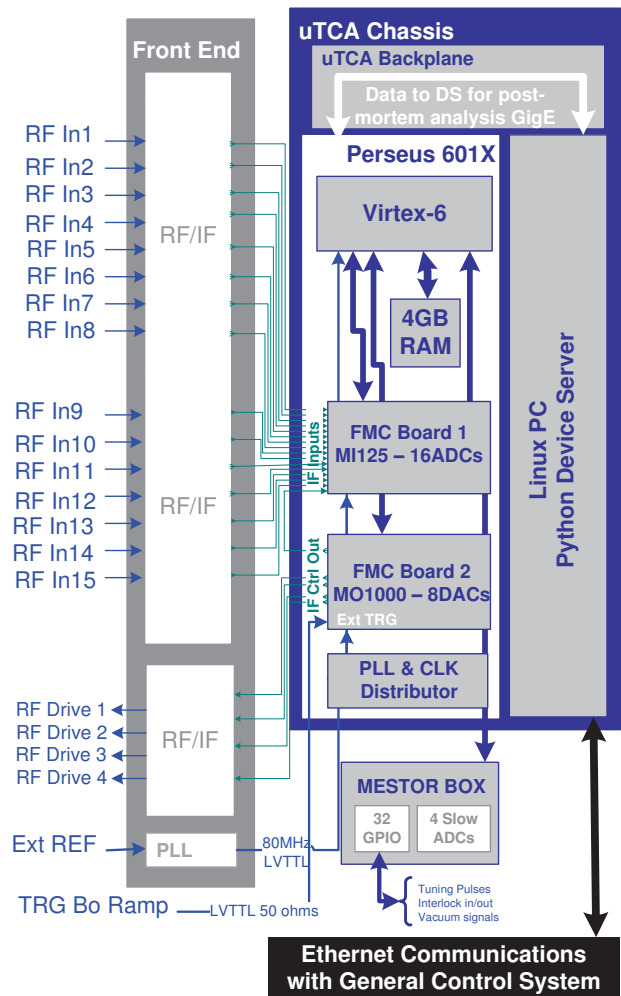 uTCA Chassis
Front End
uTCA Backplane
Data to DS for post-
mortem analysis GigE
RF In1
RF In2
RF In3
RF In4
RF In5
RF In6
RF In7
RF In8
RF/IF
Perseus 601X
Virtex-6
4GB
RAM
RF In9
RF In10
RF In11
RF In12
RF In13
RF In14
RF In15
RF/IF
IF Inputs
FMC Board 1
MI125 – 16ADCs
Linux PC
Python Device Server
IF Ctrl Out
FMC Board 2
MO1000 – 8DACs
Ext TRG
PLL & CLK
Distributor
RF Drive 1
RF Drive 2
RF Drive 3
RF Drive 4
RF/IF
MESTOR BOX
32
GPIO
4 Slow
ADCs
Ext REF
PLL
80MHz
LVTTL
TRG Bo Ramp
LVTTL 50 ohms
Tuning Pulses
Interlock in/out
Vacuum signals
Ethernet Communications
with General Control System